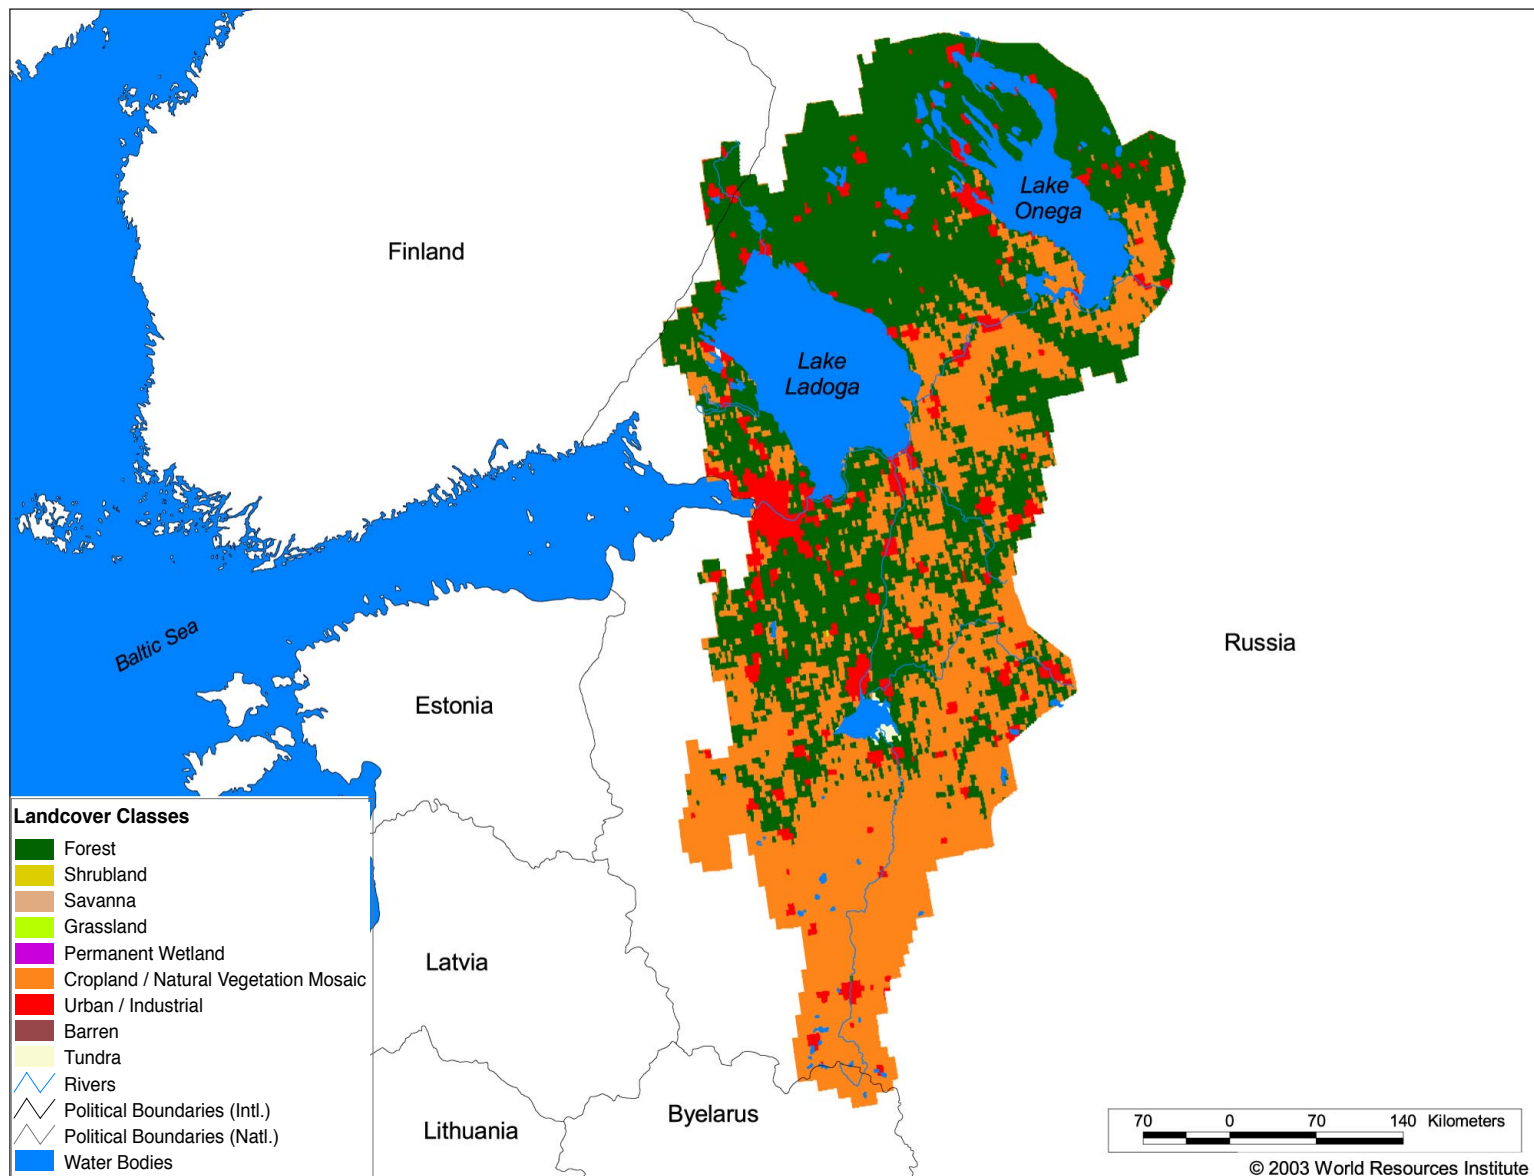 Lake
Onega
Finland
Lake
Ladoga
Baltic Sea
Russia
Estonia
Latvia
Lithuania
Byelarus
Landcover Classes
Forest
Shrubland
Savanna
Grassland
Permanent Wetland
Cropland / Natural Vegetation Mosaic
Urban / Industrial
Barren
Tundra
Rivers
Political Boundaries (Intl.)
Political Boundaries (Natl.)
Water Bodies
70 0 70 140 Kilometers
© 2003 World Resources Institute